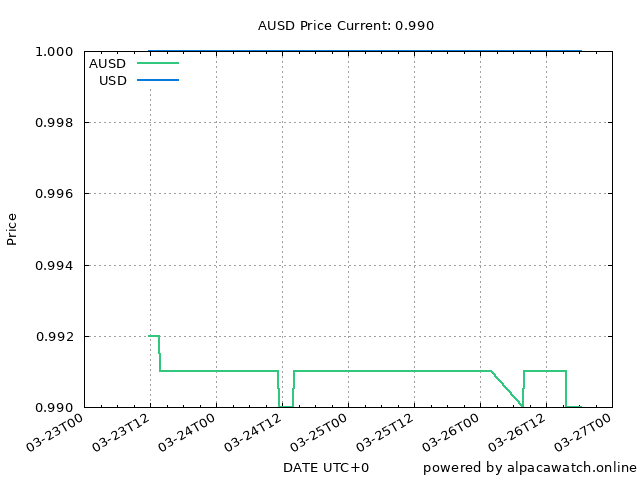 AUSD Price Current: 0.990
1.000
AUSD
USD
0.998
0.996
Price
0.994
0.992
0.990
03-23T00
03-23T12
03-24T00
03-24T12
03-25T00
03-25T12
03-26T00
03-26T12
03-27T00
DATE UTC+0
powered by alpacawatch.online